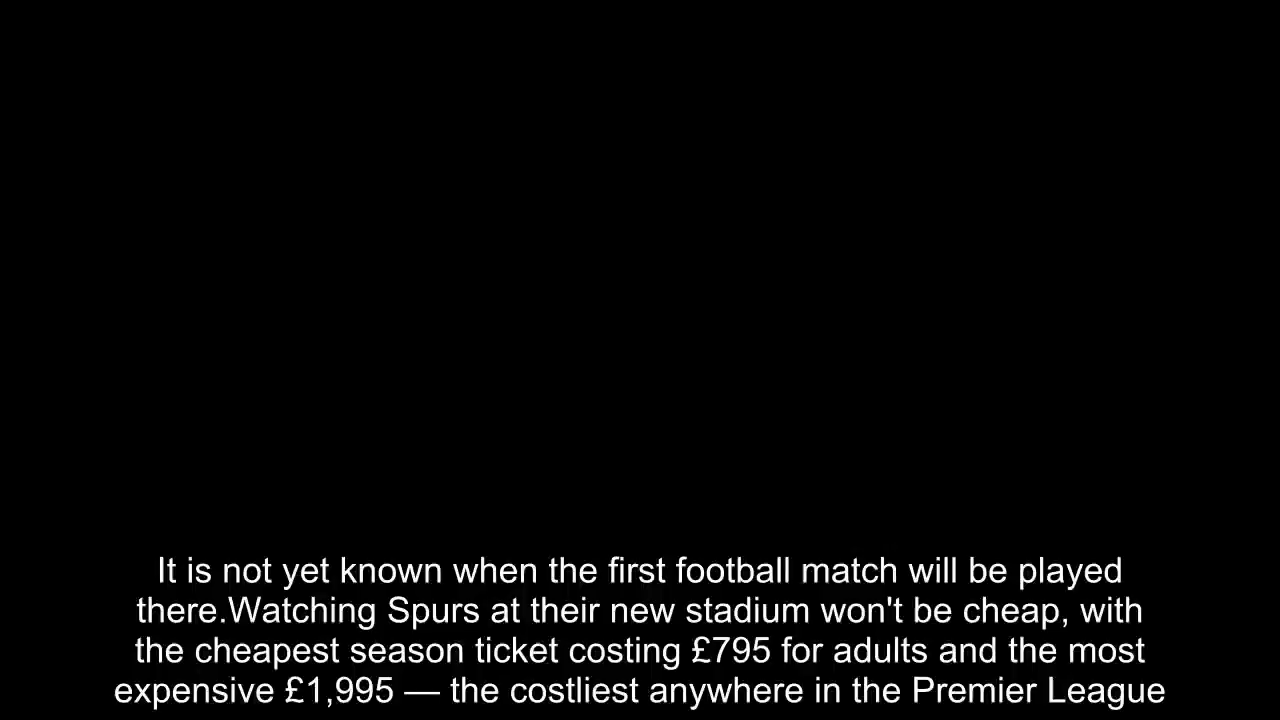 It is not yet known when the first football match will be played
there.Watching Spurs at their new stadium won't be cheap, with
the cheapest season ticket costing £795 for adults and the most
expensive £1,995 — the costliest anywhere in the Premier League